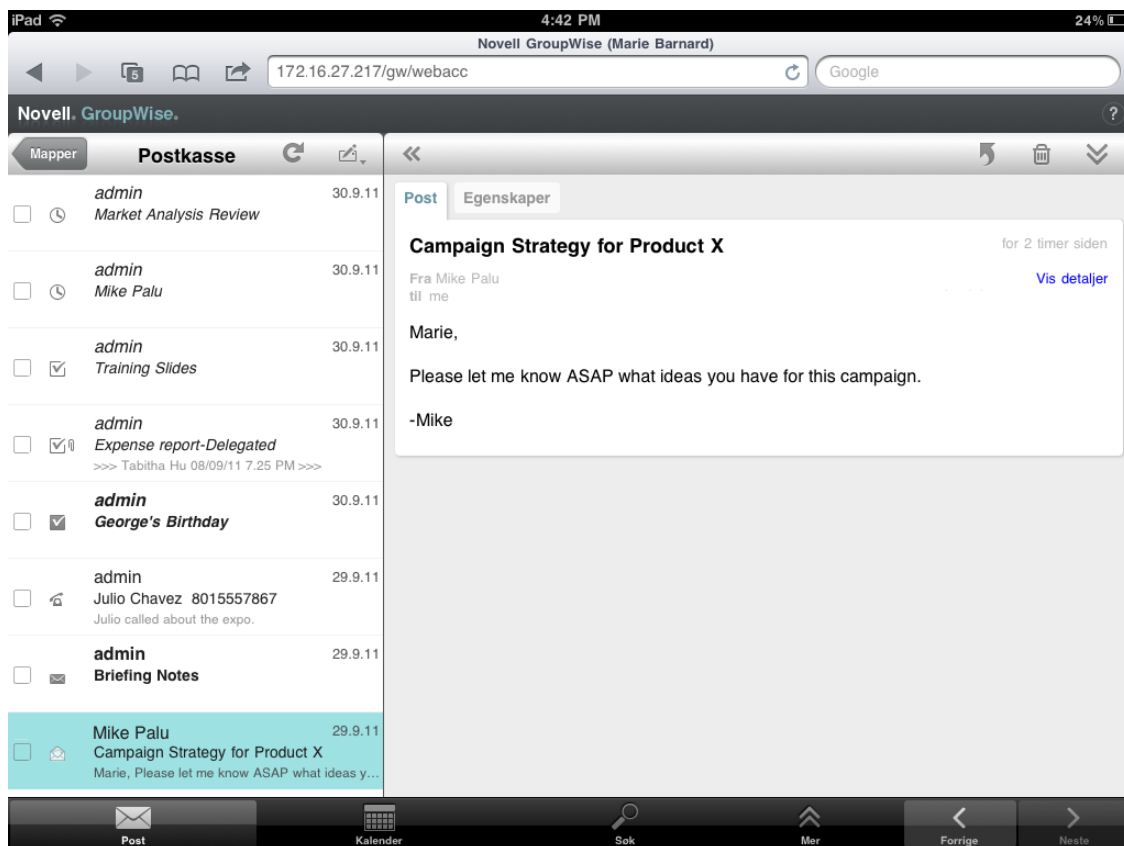 iPad 4:42 PM 24%
Novell GroupWise (Marie Barnard)
5 172.16.27.217/gw/webacc Google
Novell. GroupWise. ?
Mapper Postkasse
admin 30.9.11
Market Analysis Review
admin 30.9.11
Mike Palu
admin 30.9.11
Training Slides
admin 30.9.11
Expense report-Delegated
>>> Tabitha Hu 08/09/11 7.25 PM >>>
admin 30.9.11
George's Birthday
admin 29.9.11
Julio Chavez 8015557867
Julio called about the expo.
admin 29.9.11
Briefing Notes
Mike Palu 29.9.11
Campaign Strategy for Product X
Marie, Please let me know ASAP what ideas y...
Post Egenskaper
Campaign Strategy for Product X for 2 timer siden
Fra Mike Palu Vis detaljer
til me
Marie,
Please let me know ASAP what ideas you have for this campaign.
-Mike
Post Kalender Søk Mer Forrige Neste